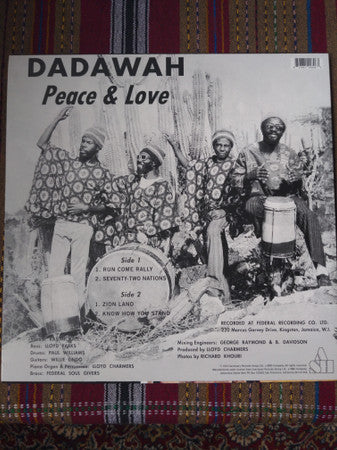 DADAWAH
Peace & Love
Side 1
1. RUN COME RALLY
2. SEVENTY-TWO NATIONS
Side 2
1. ZION LAND
2. KNOW HOW YOU STAND
Bass: LLOYD PARKS
Drums: PAUL WILLIAMS
Guitars: WILLIE LINDO
Piano Organ & Percussions: LLOYD CHARMERS
Brass: FEDERAL SOUL GIVERS
RECORDED AT FEDERAL RECORDING CO. LTD.
220 Marcus Garvey Drive, Kingston, Jamaica, W.I.
Mixing Engineers: GEORGE RAYMOND & B. DAVIDSON
Produced by LLOYD CHARMERS
Photos by RICHARD KHOURI